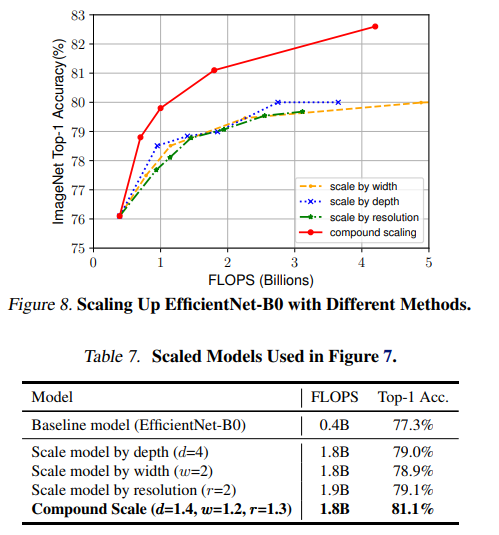 83
82
81
80
79
78
77
76
75
ImageNet Top-1 Accuracy(%)
scale by width
scale by depth
scale by resolution
compound scaling
0
1
2
3
4
5
FLOPS (Billions)
Figure 8. Scaling Up EfficientNet-B0 with Different Methods.
Table 7. Scaled Models Used in Figure 7.
Model FLOPS Top-1 Acc.
Baseline model (EfficientNet-B0) 0.4B 77.3%
Scale model by depth (d=4) 1.8B 79.0%
Scale model by width (w=2) 1.8B 78.9%
Scale model by resolution (r=2) 1.9B 79.1%
Compound Scale (d=1.4, w=1.2, r=1.3) 1.8B 81.1%